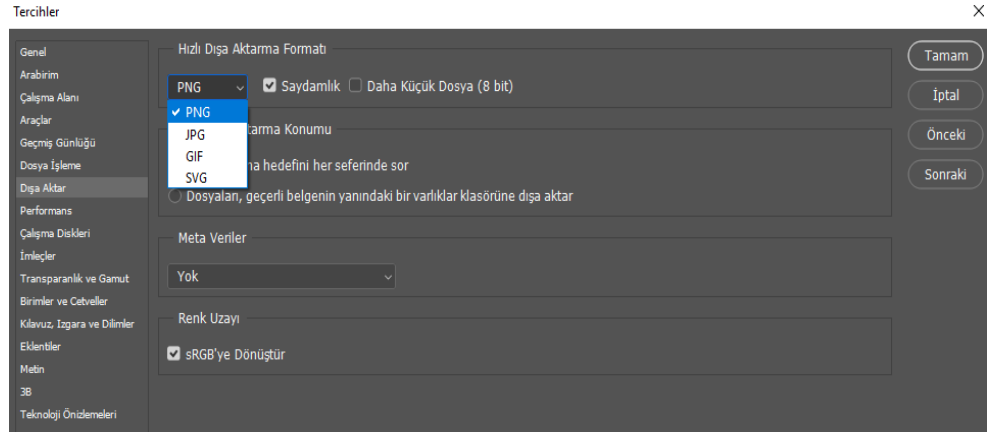 Tercihler
Genel
Arabirim
Çalışma Alanı
Araçlar
Geçmiş Günlüğü
Dosya İşleme
Dışa Aktar
Performans
Çalışma Diskleri
İmleçler
Transparanlık ve Gamut
Birimler ve Cetveller
Kılavuz, Izgara ve Dilimler
Eklentiler
Metin
3B
Teknoloji Önizlemeleri
Hızlı Dışa Aktarma Formatı
PNG Saydamlık Daha Küçük Dosya (8 bit)
PNG
JPG
GIF
SVG
tarma Konumu
hedefini her seferinde sor
Dosyaları, geçerli belgenin yanındaki bir varlıklar klasörüne dışa aktar
Meta Veriler
Yok
Renk Uzayı
sRGB'ye Dönüştür
Tamam
İptal
Önceki
Sonraki